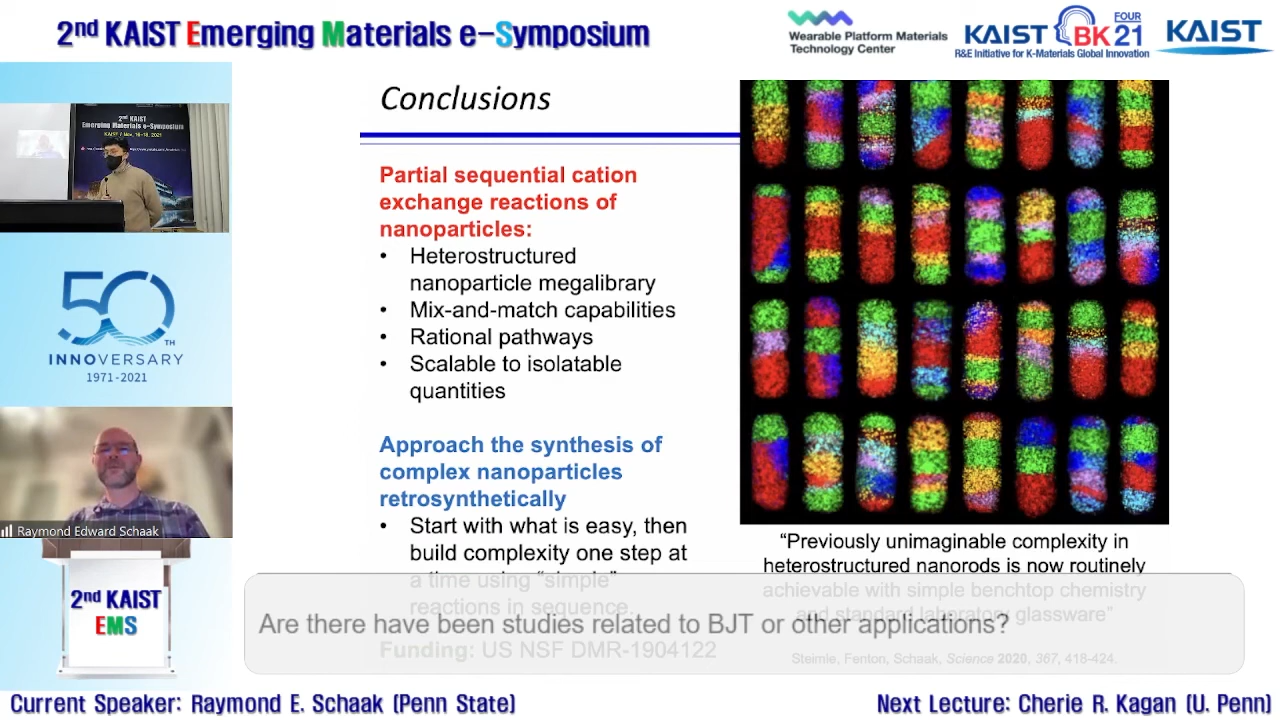 2nd KAIST Emerging Materials e-Symposium
Wearable Platform Materials
Technology Center
KAIST BK21 FOUR
R&E Initiative for K-Materials Global Innovation
KAIST
2nd KAIST
Emerging Materials e-Symposium
50TH
INNOVERSARY
1971-2021
Raymond Edward Schaak
2nd KAIST
EMS
Conclusions
Partial sequential cation
exchange reactions of
nanoparticles:
• Heterostructured
nanoparticle megalibrary
• Mix-and-match capabilities
• Rational pathways
• Scalable to isolatable
quantities
Approach the synthesis of
complex nanoparticles
retrosynthetically
• Start with what is easy, then
build complexity one step at
a time using “simple”
reactions in sequence.
Funding: US NSF DMR-1904122
“Previously unimaginable complexity in
heterostructured nanorods is now routinely
achievable with simple benchtop chemistry
and standard laboratory glassware”
Steimle, Fenton, Schaak, Science 2020, 367, 418-424.
Are there have been studies related to BJT or other applications?
Current Speaker: Raymond E. Schaak (Penn State)
Next Lecture: Cherie R. Kagan (U. Penn)